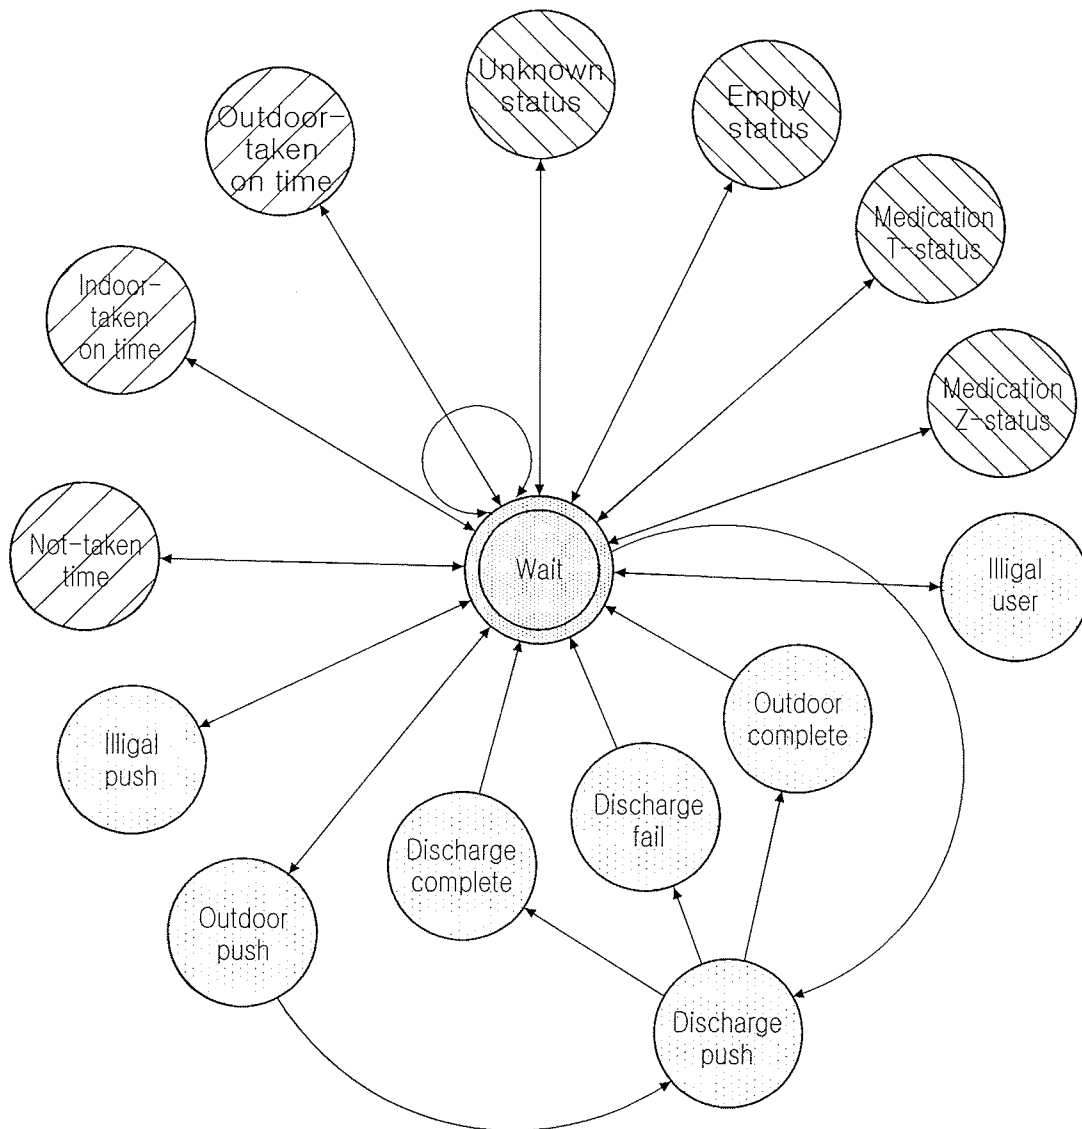 Unknown
status
Empty
status
Outdoor-
taken
on time
Medication
T-status
Indoor-
taken
on time
Medication
Z-status
Not-taken
time
Wait
Illigal
user
Illigal
push
Outdoor
complete
Discharge
fail
Discharge
complete
Outdoor
push
Discharge
push